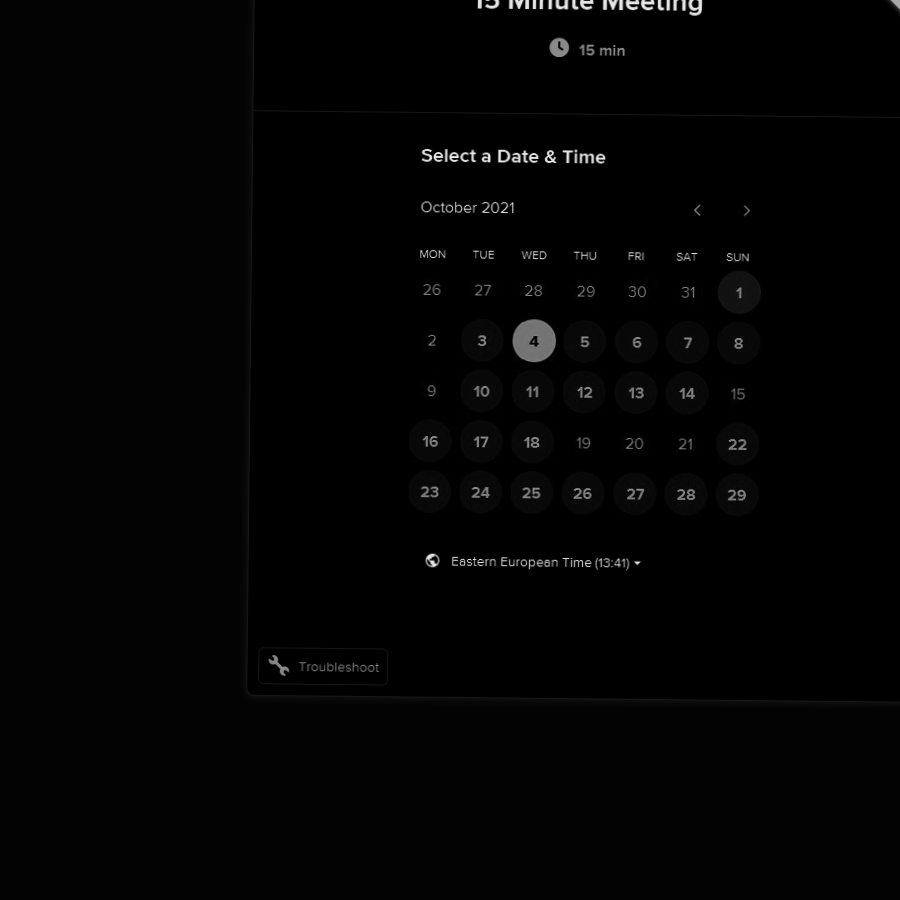 15 Minute Meeting
15 min
Select a Date & Time
October 2021
MON TUE WED THU FRI SAT SUN
26 27 28 29 30 31 1
2 3 4 5 6 7 8
9 10 11 12 13 14 15
16 17 18 19 20 21 22
23 24 25 26 27 28 29
Eastern European Time (13:41)
Troubleshoot